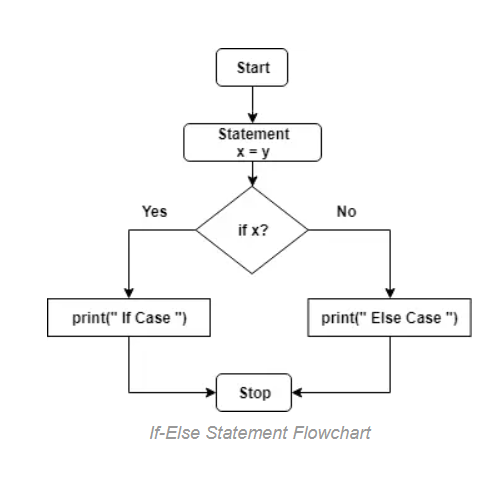 Start
Statement
x = y
Yes
No
if x?
print(" If Case ")
print(" Else Case ")
Stop
If-Else Statement Flowchart